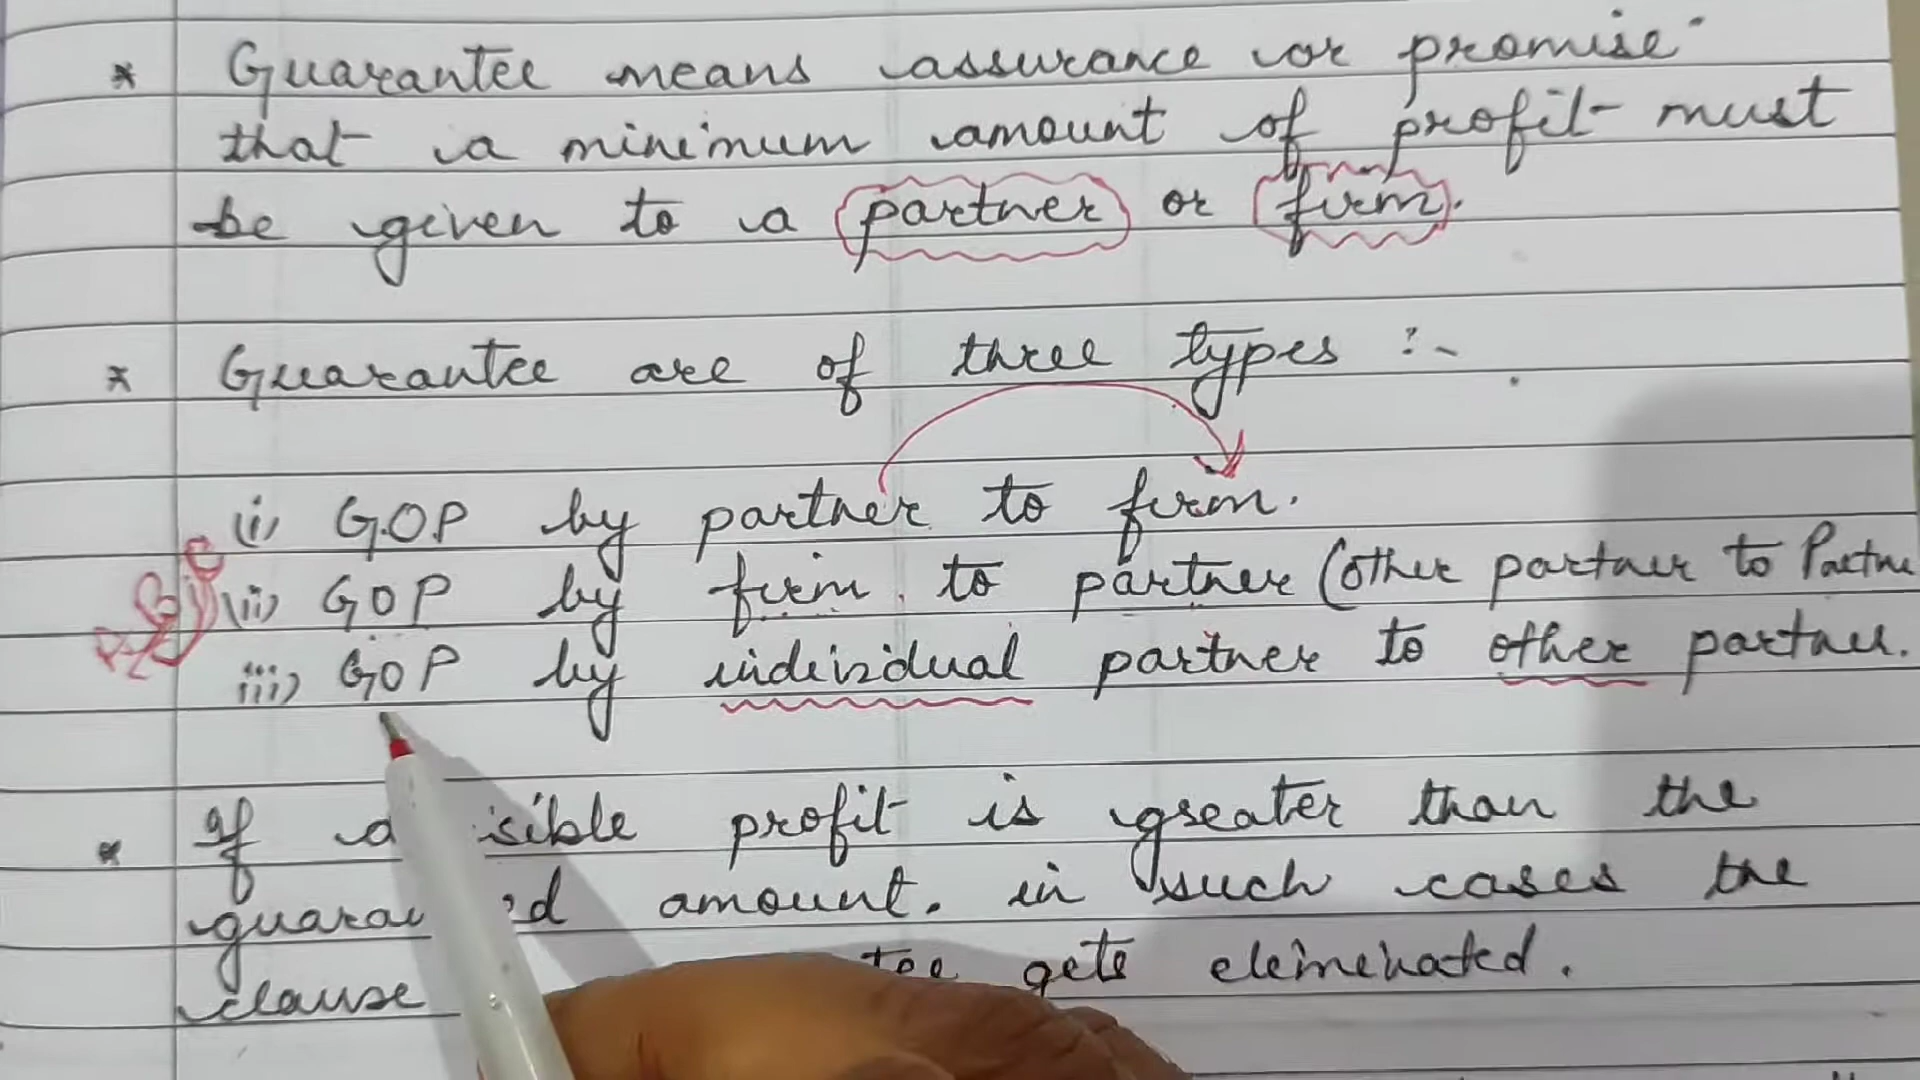 * Guarantee means assurance or promise
that a minimum amount of profit must
be given to a partner or firm.
* Guarantee are of three types :-
(i) G.O.P by partner to firm.
(ii) GOP by firm to partner (Other partner to
iii) GOP by individual partner to other partner.
* If profit is greater than the
amount. in such cases the
clause gets eleminated.